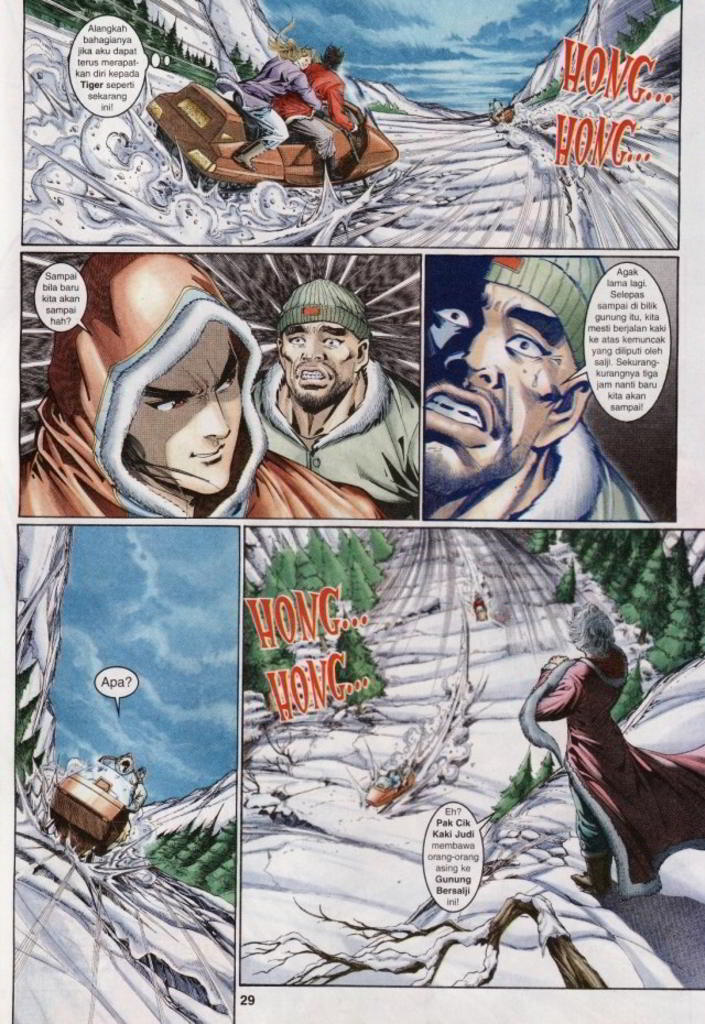 Alangkah
bahagianya
jika aku dapat
terus merapat-
kan diri kepada
Tiger seperti
sekarang
ini!
HONG...
HONG...
Sampai
bila baru
kita akan
sampai
hah?
Agak
lama lagi.
Selepas
sampai di bilik
gunung itu, kita
mesti berjalan kaki
ke atas kemuncak
yang diliputi oleh
salji. Sekurang-
kurangnya tiga
jam nanti baru
kita akan
sampai!
Apa?
HONG...
HONG...
Eh?
Pak Cik
Kaki Judi
membawa
orang-orang
asing ke
Gunung
Bersalji
ini!
29